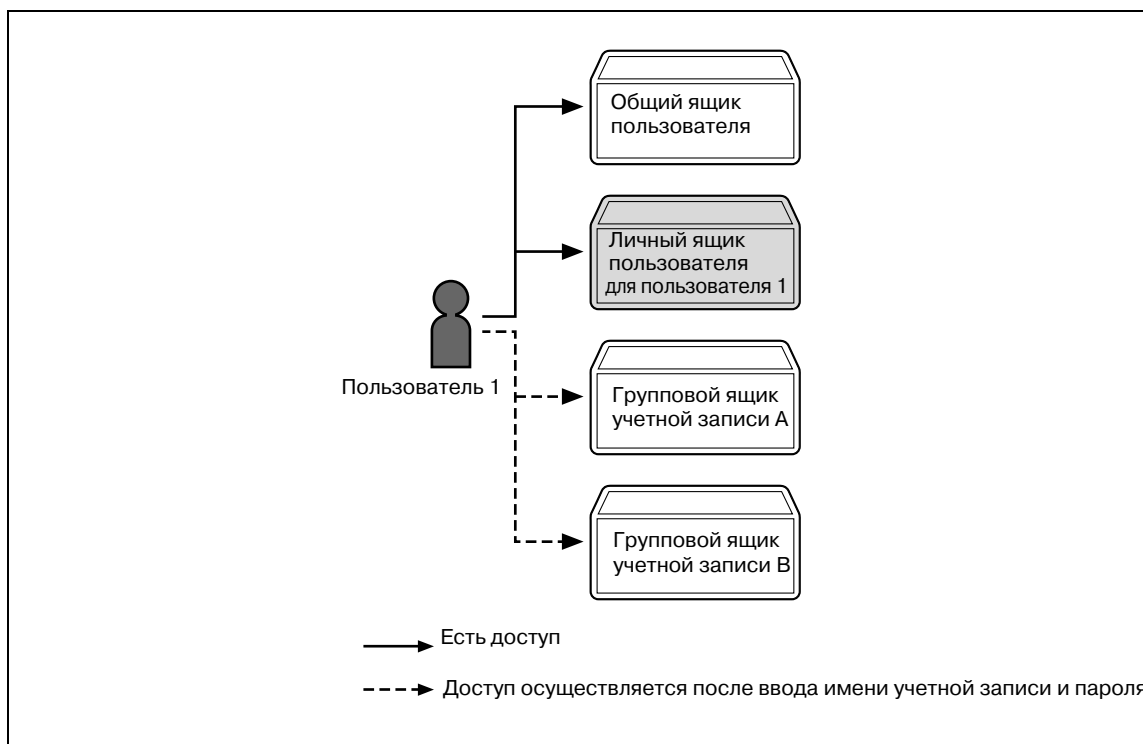 Общий ящик
пользователя
Личный ящик
пользователя
для пользователя 1
Пользователь 1
Групповой ящик
учетной записи A
Групповой ящик
учетной записи B
Есть доступ
Доступ осуществляется после ввода имени учетной записи и пароля